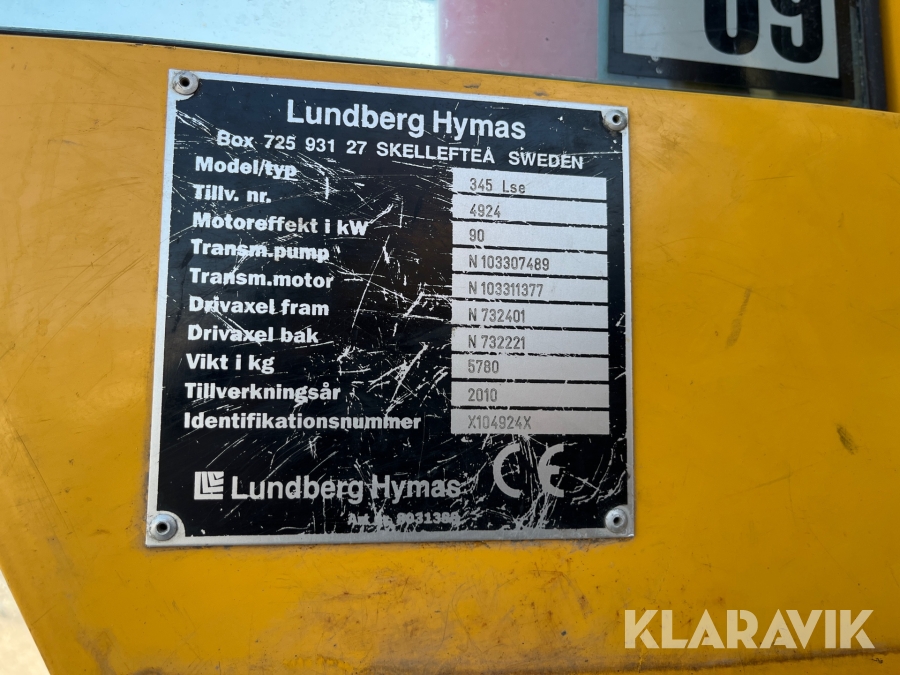 09
Lundberg Hymas
Box 725 931 27 SKELLEFTEÅ SWEDEN
Model/typ 345 Lse
Tillv. nr. 4924
Motoreffekt i kW 90
Transm.pump N 103307489
Transm.motor N 103311377
Drivaxel fram N 732401
Drivaxel bak N 732221
Vikt i kg 5780
Tillverkningsår 2010
Identifikationsnummer X104924X
CE
Lundberg Hymas
KLARAVIK